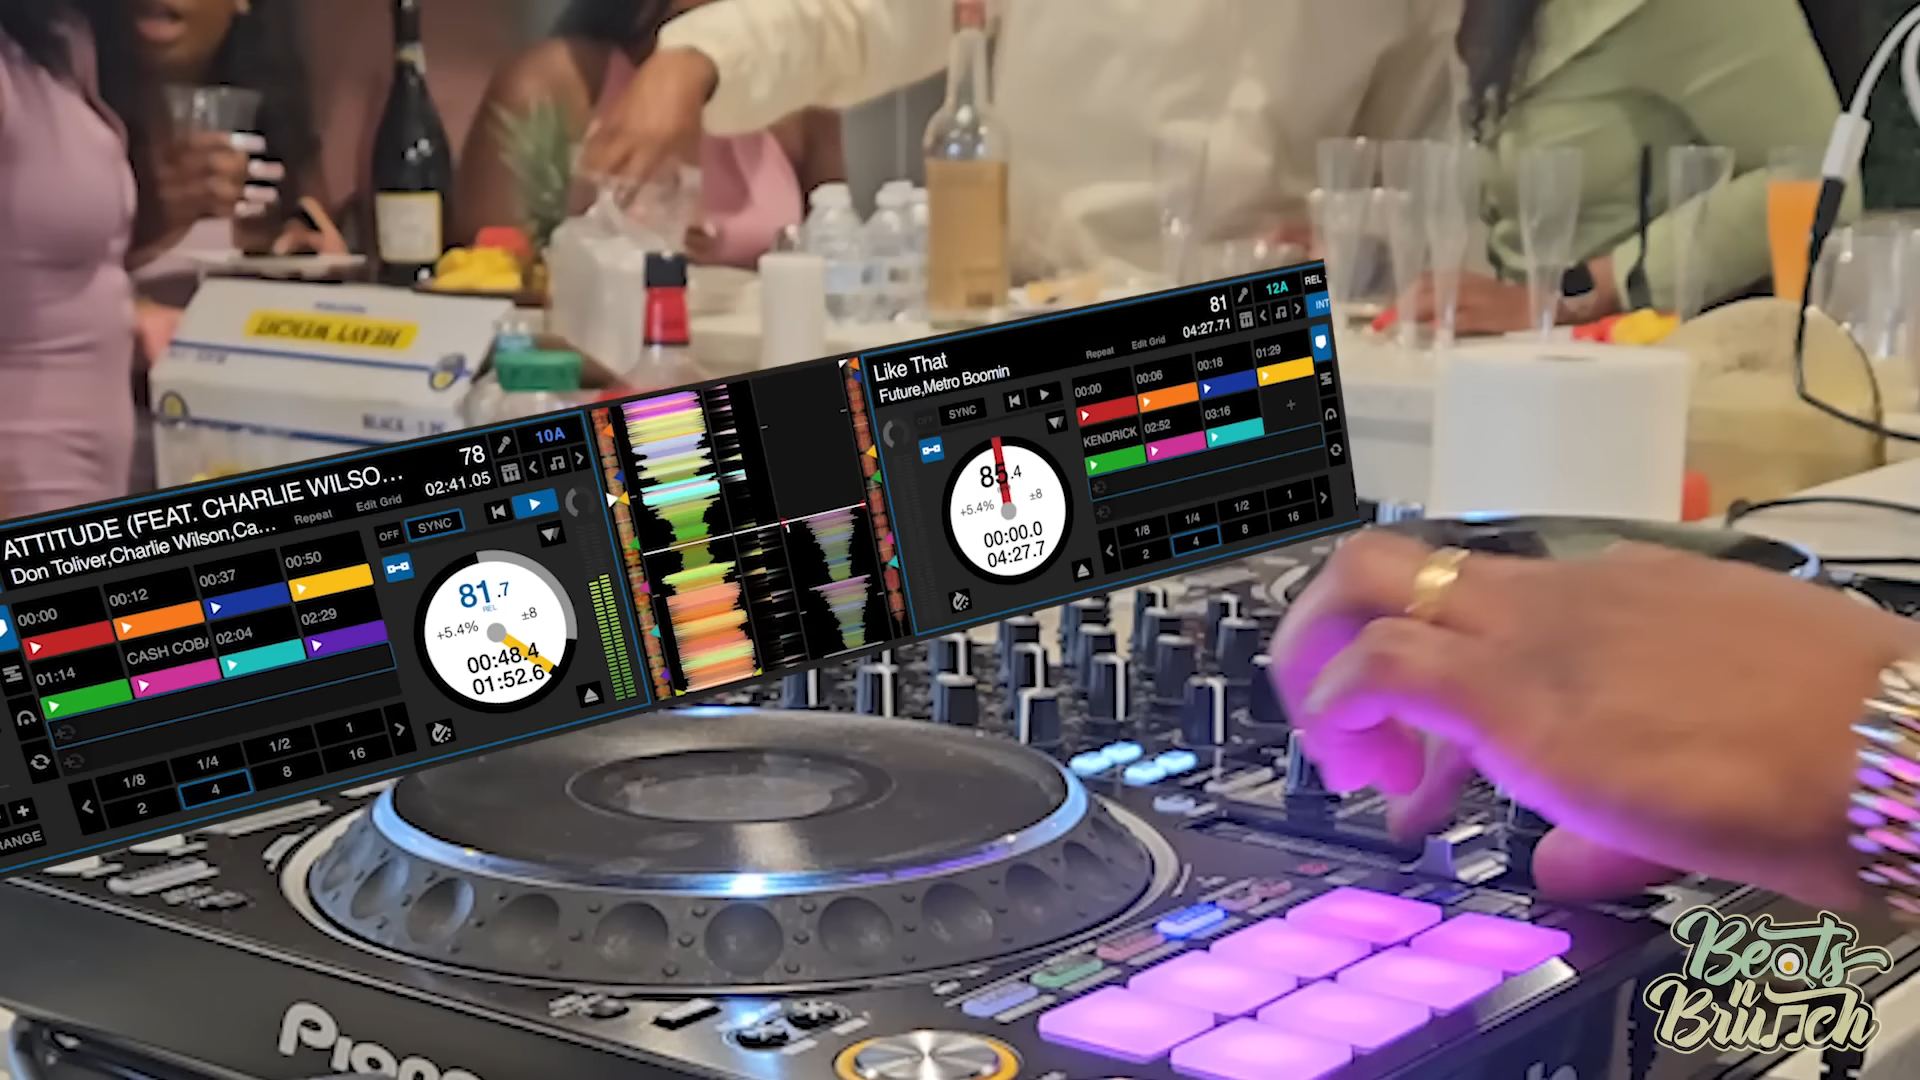 HEAVY WEIGHT
ATTITUDE (FEAT. CHARLIE WILSO...
Don Toliver,Charlie Wilson,Ca...
78
10A
02:41.05
Repeat
Edit Grid
OFF
SYNC
00:00
00:12
00:37
00:50
01:14
CASH COBA
02:04
02:29
81.7
REL
+5.4%
±8
00:48.4
01:52.6
1/8
1/4
1/2
1
2
4
8
16
Like That
Future,Metro Boomin
81
12A
REL
04:27.71
INT
Repeat
Edit Grid
OFF
SYNC
00:00
00:06
00:18
01:29
KENDRICK
02:52
03:16
85.4
+5.4%
±8
00:00.0
04:27.7
1/8
1/4
1/2
1
2
4
8
16
Beats
n
Brunch